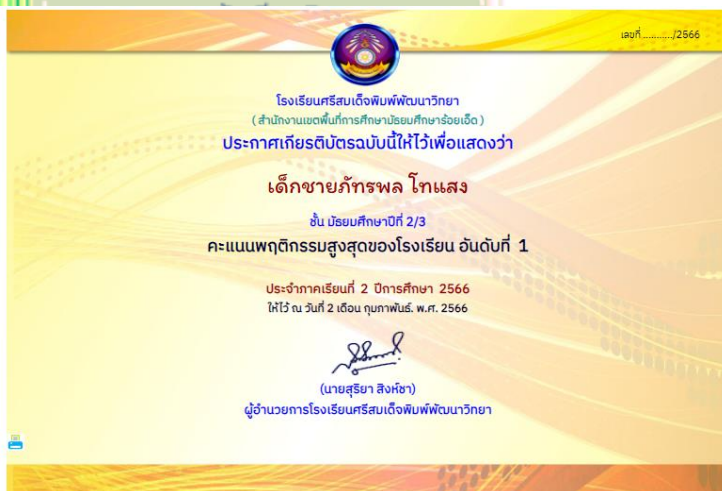 เลขที่............/2566
โรงเรียนศรีสมเด็จพิมพ์พัฒนาวิทยา
( สำนักงานเขตพื้นที่การศึกษามัธยมศึกษาร้อยเอ็ด )
ประกาศเกียรติบัตรฉบับนี้ให้ไว้เพื่อแสดงว่า
เด็กชายภัทรพล โทแสง
ชั้น มัธยมศึกษาปีที่ 2/3
คะแนนพฤติกรรมสูงสุดของโรงเรียน อันดับที่ 1
ประจำภาคเรียนที่ 2 ปีการศึกษา 2566
ให้ไว้ ณ วันที่ 2 เดือน กุมภาพันธ์. พ.ศ. 2566
(นายสุริยา สิงห์ชา)
ผู้อำนวยการโรงเรียนศรีสมเด็จพิมพ์พัฒนาวิทยา